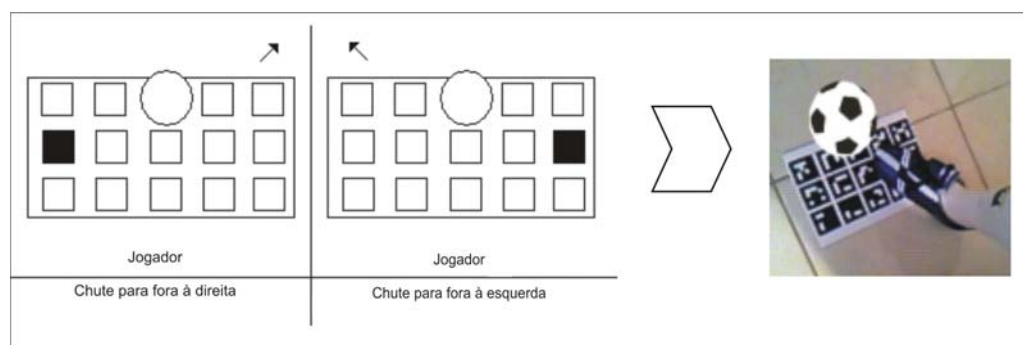 Jogador
Chute para fora à direita
Jogador
Chute para fora à esquerda